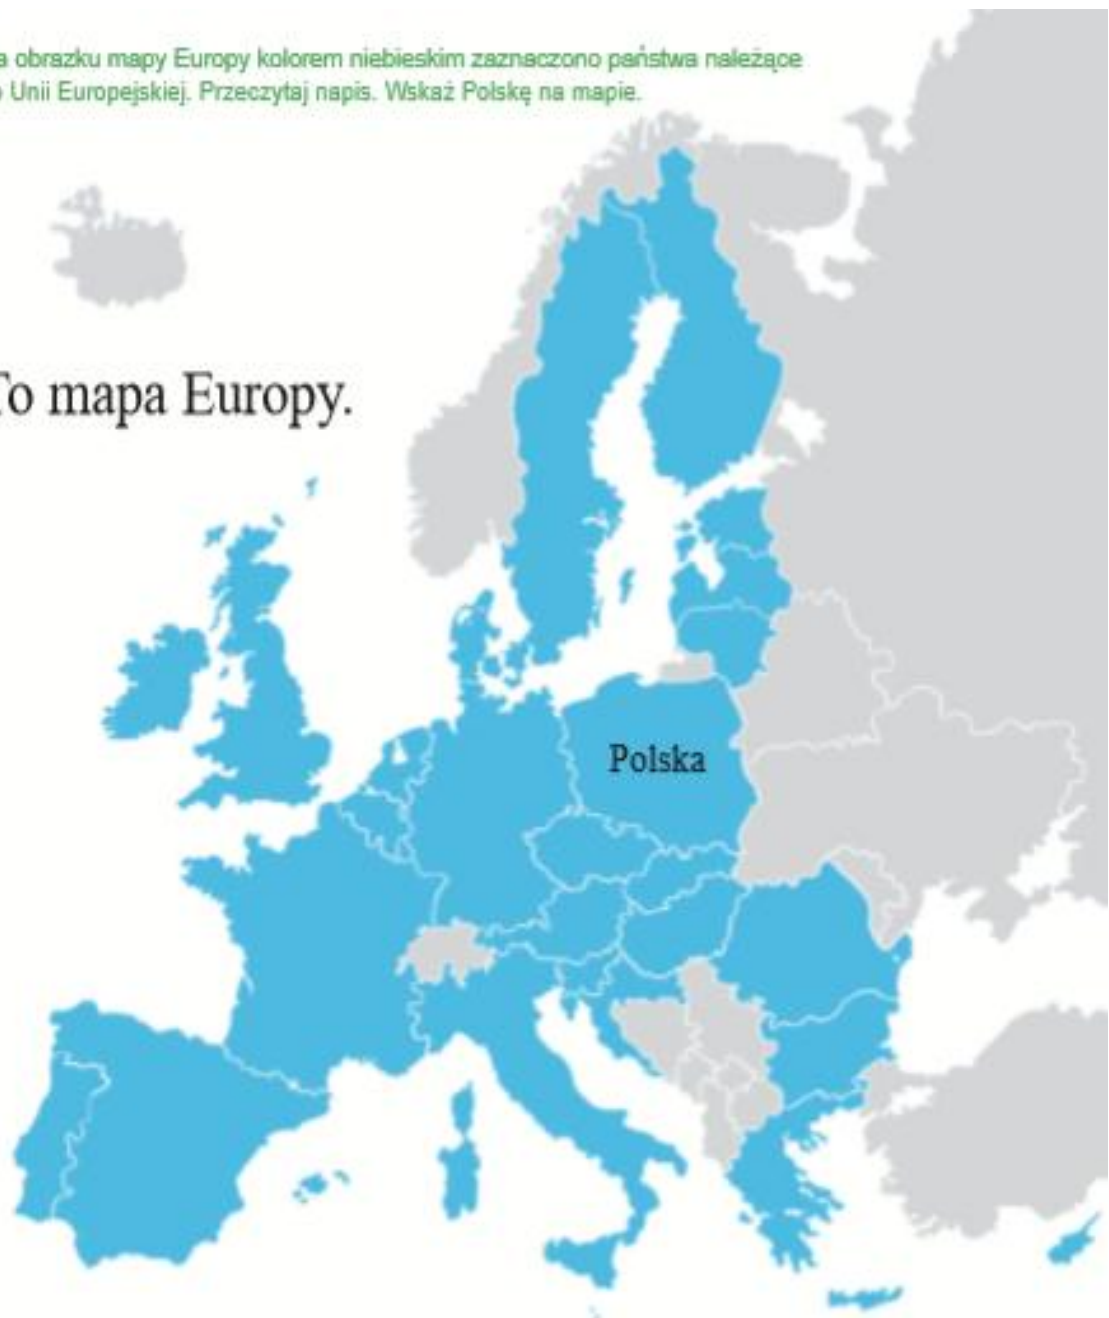 a obrazku mapy Europy kolorem niebieskim zaznaczono państwa należące
o Unii Europejskiej. Przeczytaj napis. Wskaż Polskę na mapie.
To mapa Europy.
Polska